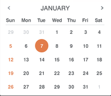 JANUARY
Sun Mon Tue Wed Thu Fri Sat
29 30 31 1 2 3 4
5 6 7 8 9 10 11
12 13 14 15 16 17 18
19 20 21 22 23 24 25
26 27 28 29 30 31 1